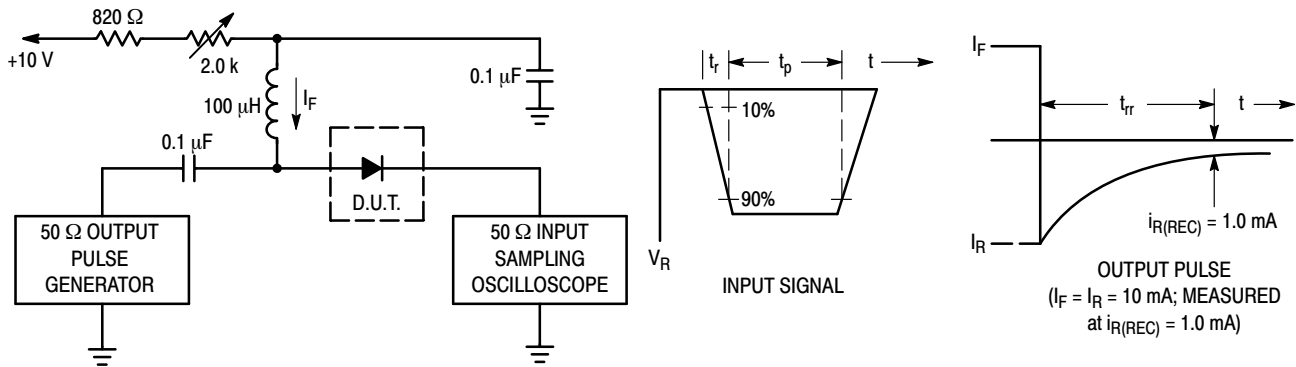 820 Ω
+10 V
2.0 k
100 μH
I_F
0.1 μF
0.1 μF
D.U.T.
50 Ω OUTPUT
PULSE
GENERATOR
50 Ω INPUT
SAMPLING
OSCILLOSCOPE
t_r
t_p
t
10%
90%
V_R
INPUT SIGNAL
I_F
t_rr
t
I_R
i_R(REC) = 1.0 mA
OUTPUT PULSE
(I_F = I_R = 10 mA; MEASURED
at i_R(REC) = 1.0 mA)